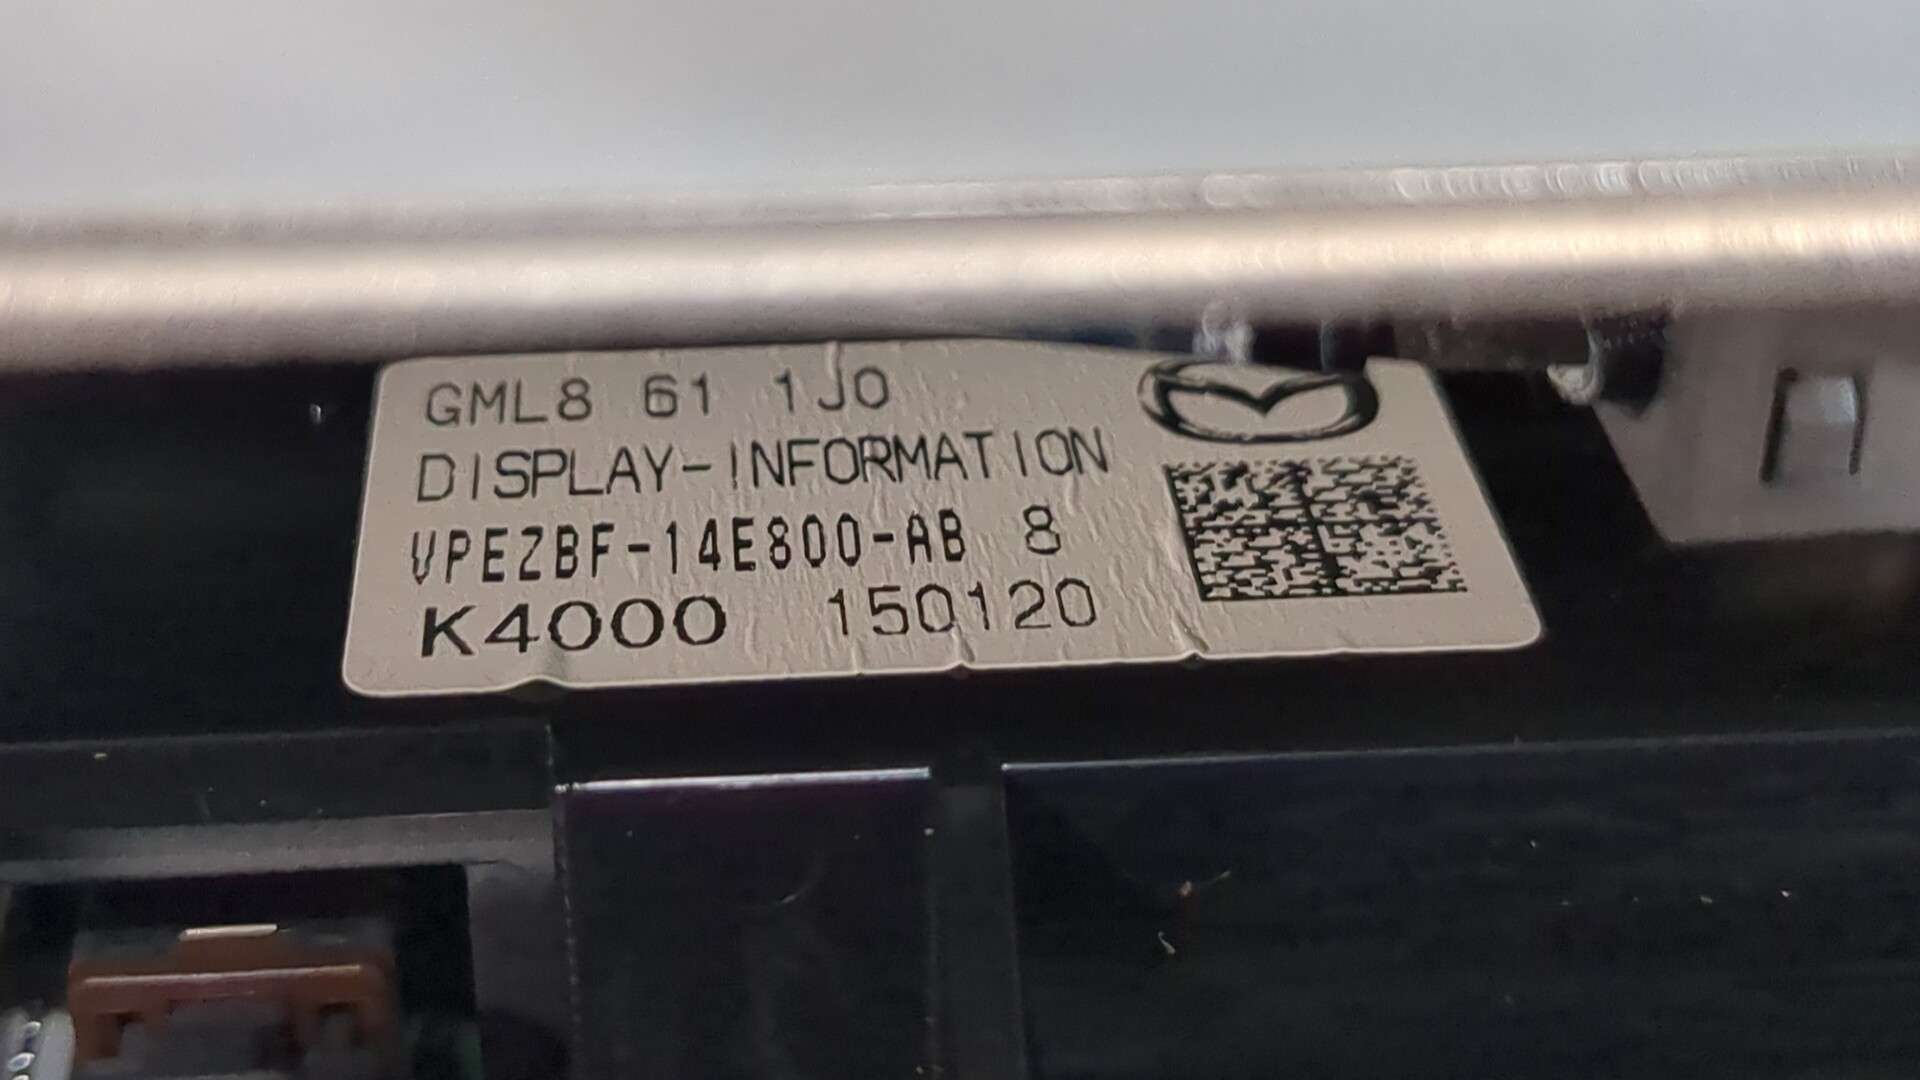 GML8 61 1J0
DISPLAY-INFORMATION
VPEZBF-14E800-AB 8
K4000 150120